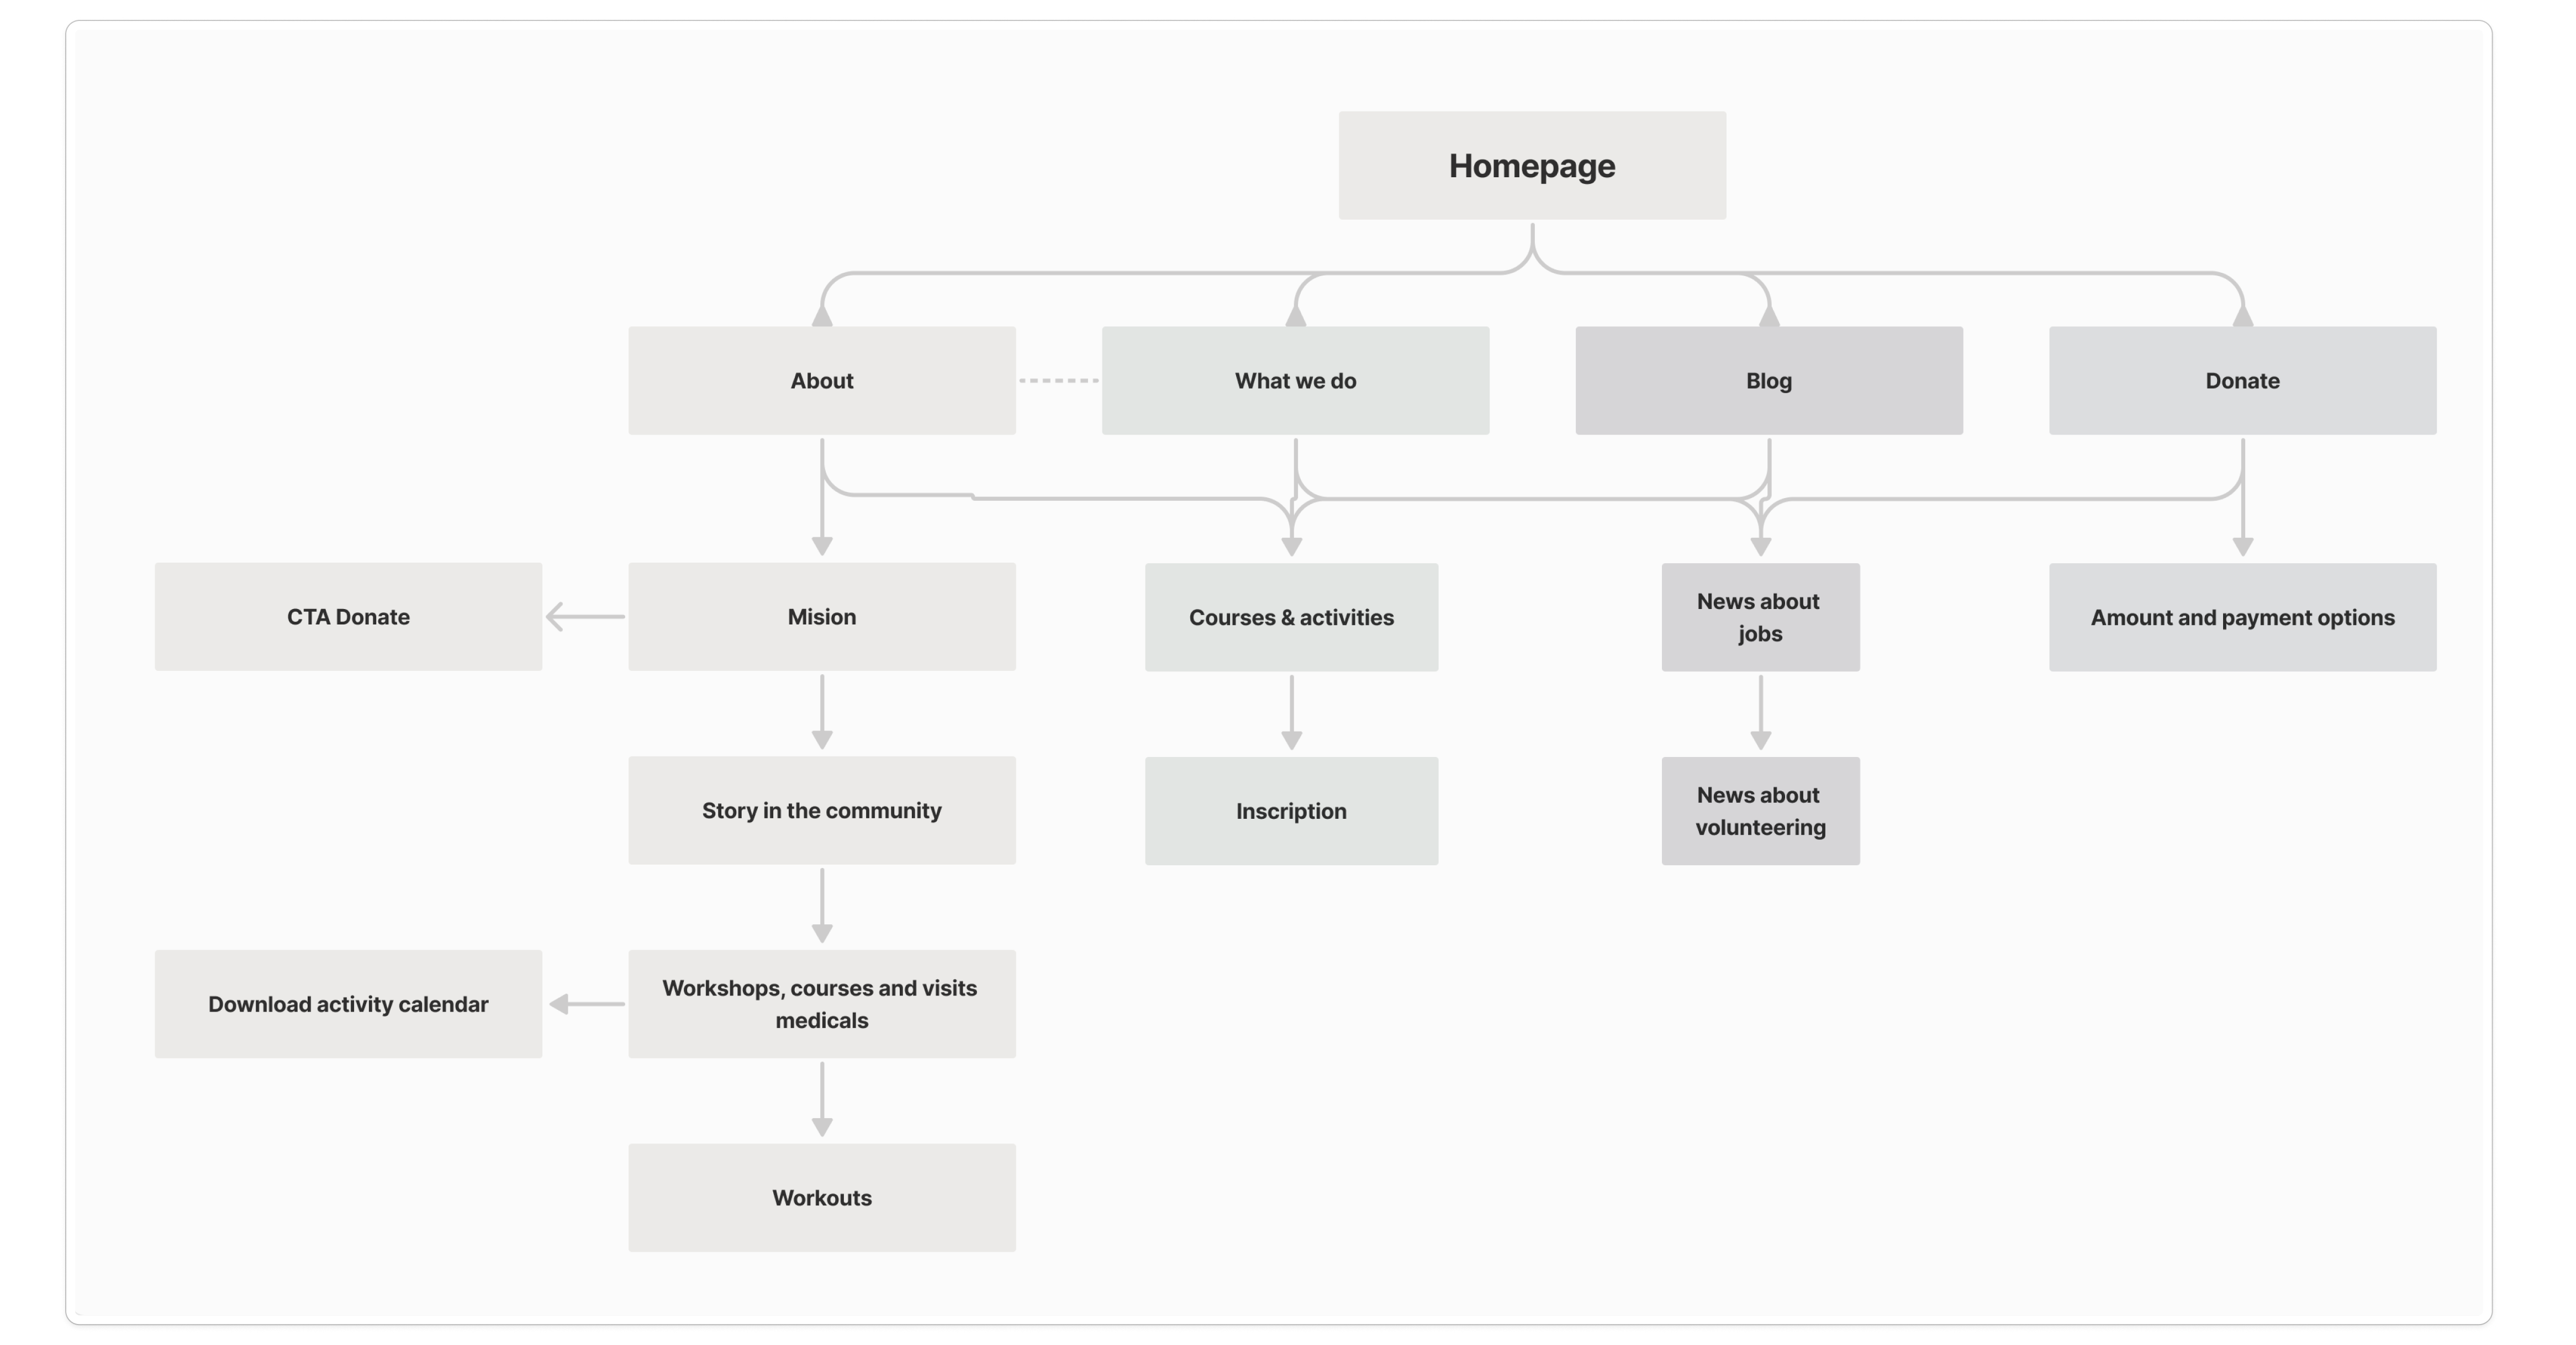 Homepage
About
What we do
Blog
Donate
CTA Donate
Mision
Courses & activities
News about
jobs
Amount and payment options
Story in the community
Inscription
News about
volunteering
Download activity calendar
Workshops, courses and visits
medicals
Workouts